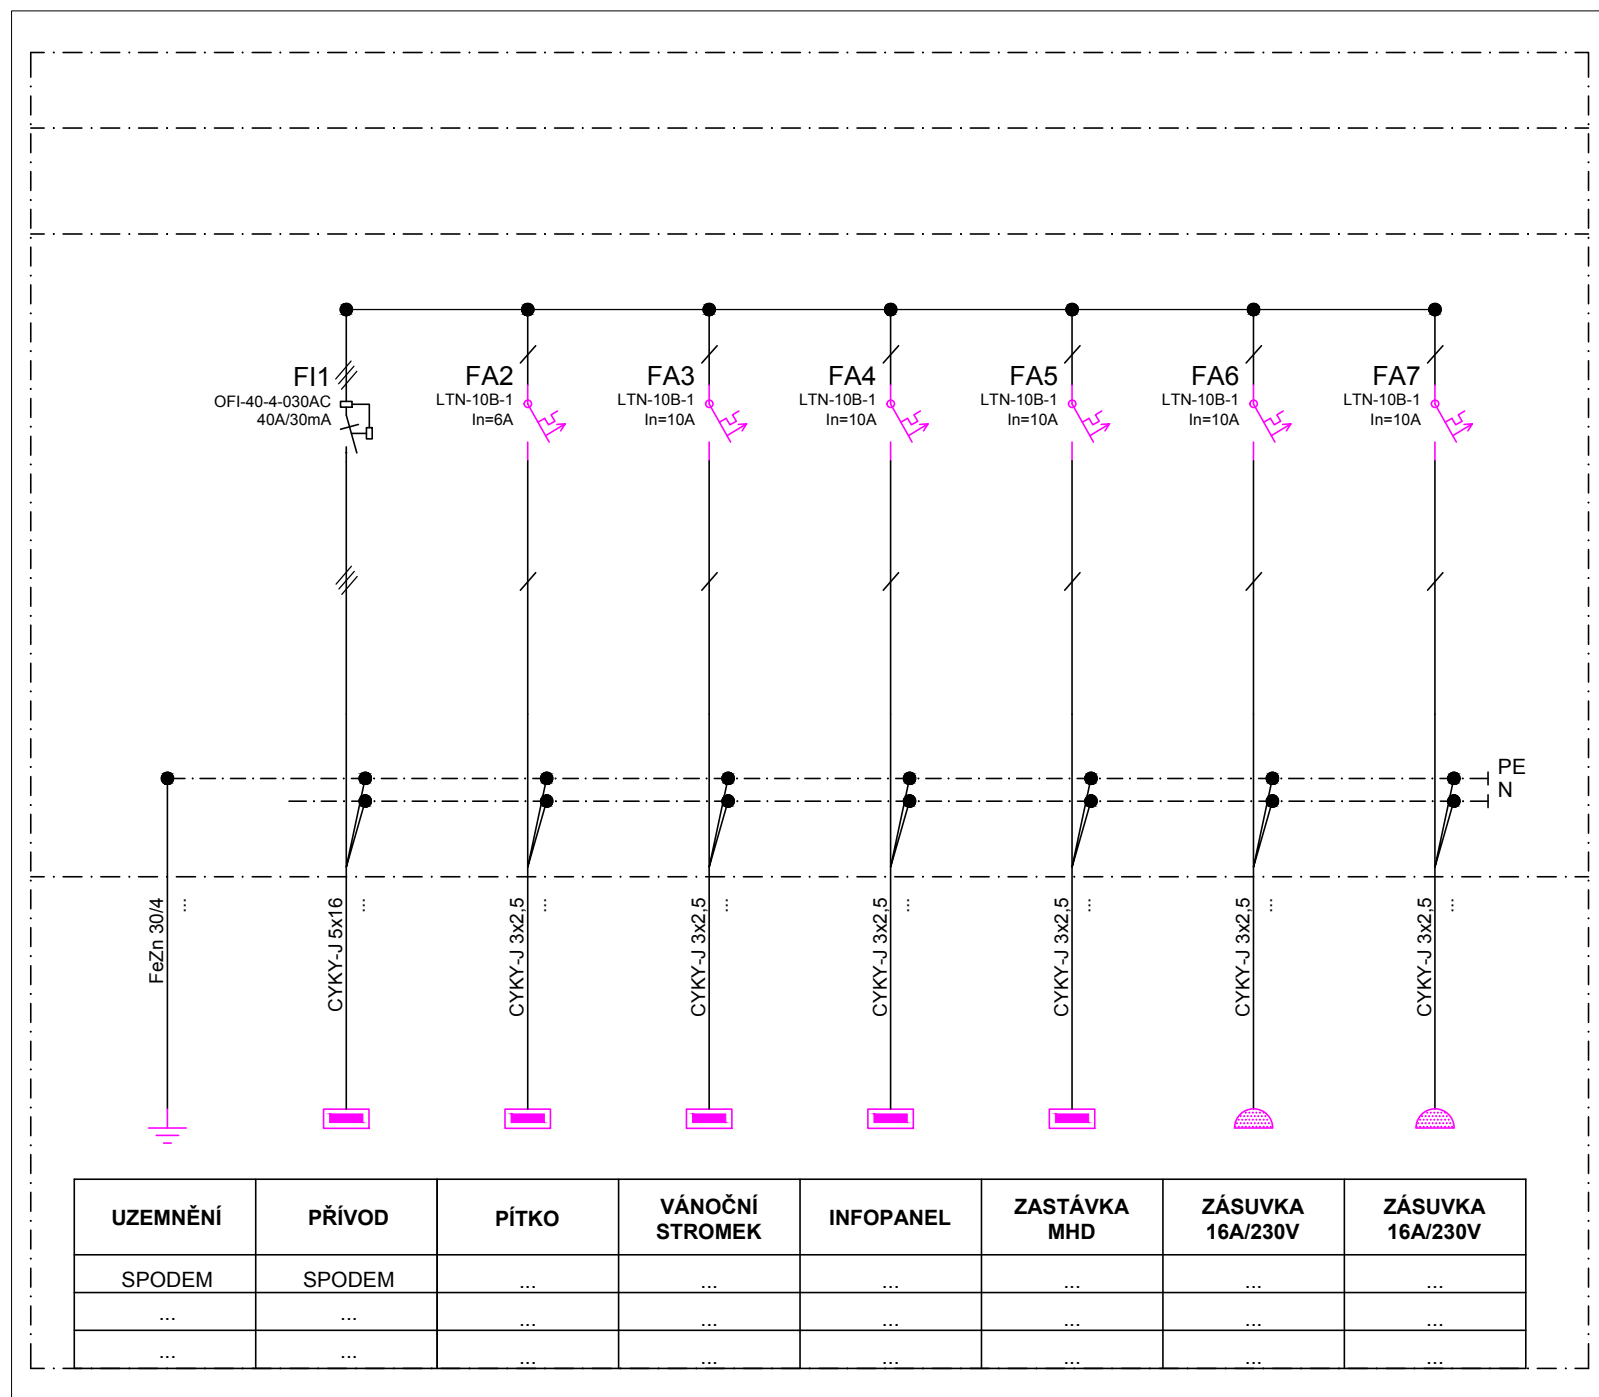 FI1
OFI-40-4-030AC
40A/30mA
FA2
LTN-10B-1
In=6A
FA3
LTN-10B-1
In=10A
FA4
LTN-10B-1
In=10A
FA5
LTN-10B-1
In=10A
FA6
LTN-10B-1
In=10A
FA7
LTN-10B-1
In=10A
PE
N
FeZn 30/4
...
CYKY-J 5x16
...
CYKY-J 3x2,5
...
CYKY-J 3x2,5
...
CYKY-J 3x2,5
...
CYKY-J 3x2,5
...
CYKY-J 3x2,5
...
CYKY-J 3x2,5
...
UZEMNĚNÍ
PŘÍVOD
PÍTKO
VÁNOČNÍ
STROMEK
INFOPANEL
ZASTÁVKA
MHD
ZÁSUVKA
16A/230V
ZÁSUVKA
16A/230V
SPODEM SPODEM ... ... ... ... ... ...
... ... ... ... ... ... ... ...
... ... ... ... ... ... ... ...